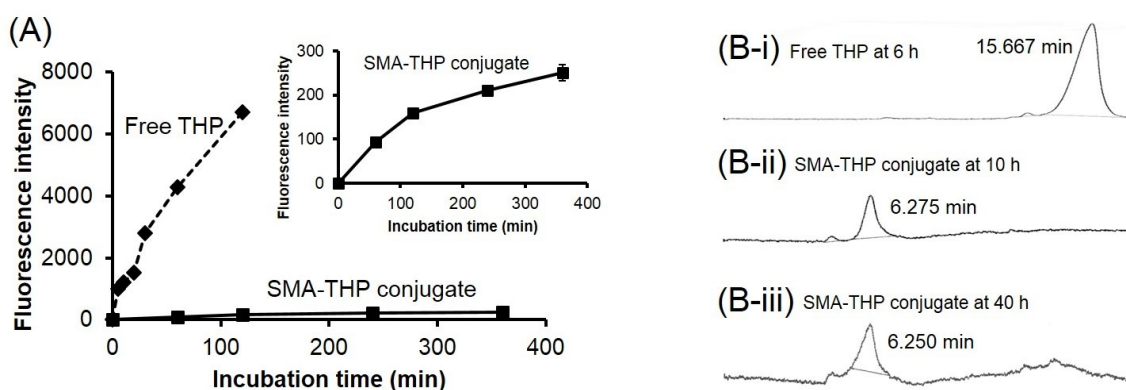 (A)
Fluorescence intensity
8000
6000
4000
2000
0
0 100 200 300 400
Incubation time (min)
Free THP
SMA-THP conjugate
Fluorescence intensity
300
200
100
0
0 100 200 300 400
Incubation time (min)
SMA-THP conjugate
(B-i) Free THP at 6 h
15.667 min
(B-ii) SMA-THP conjugate at 10 h
6.275 min
(B-iii) SMA-THP conjugate at 40 h
6.250 min